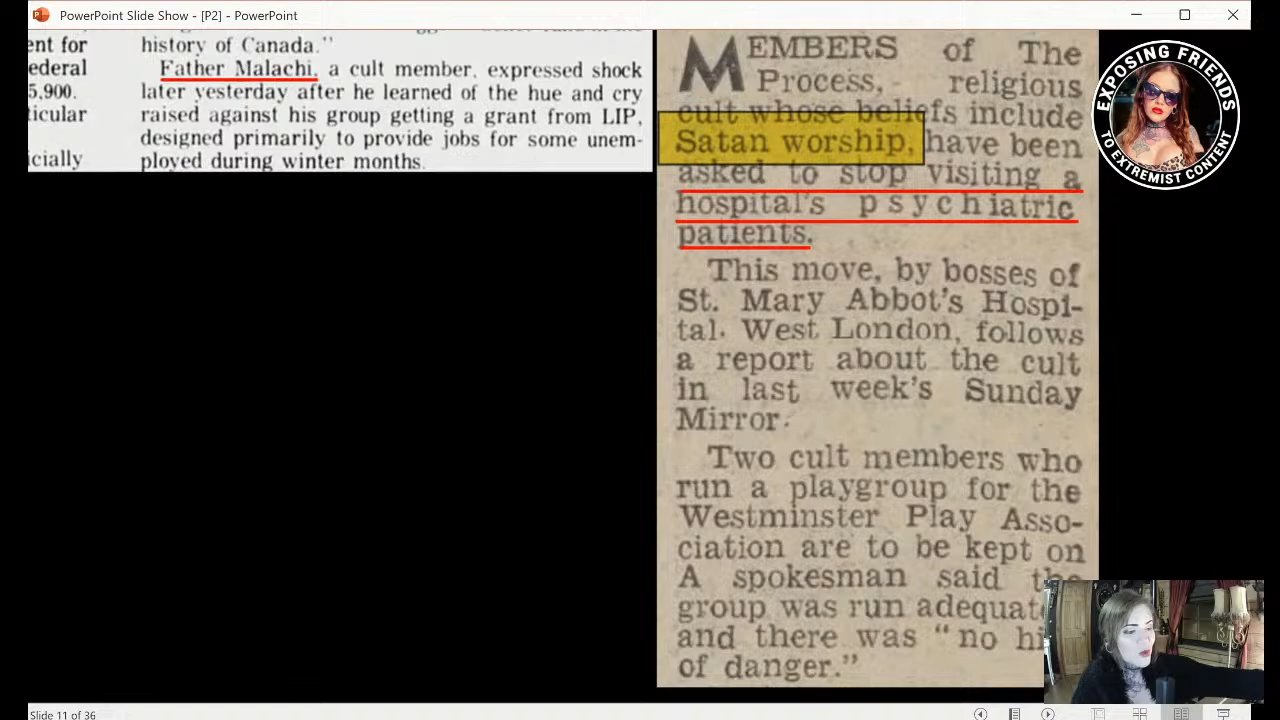 PowerPoint Slide Show - [P2] - PowerPoint
ent for
ederal
5,900.
ticular
icially
history of Canada."
Father Malachi, a cult member, expressed shock
later yesterday after he learned of the hue and cry
raised against his group getting a grant from LIP,
designed primarily to provide jobs for some unem-
ployed during winter months.
MEMBERS of The
Process, religious
cult whose beliefs include
Satan worship, have been
asked to stop visiting a
hospital's psychiatric
patients.
This move, by bosses of
St. Mary Abbot's Hospi-
tal. West London, follows
a report about the cult
in last week's Sunday
Mirror.
Two cult members who
run a playgroup for the
Westminster Play Asso-
ciation are to be kept on
A spokesman said the
group was run adequat
and there was "no hi
of danger."
EXPOSING FRIENDS
TO EXTREMIST CONTENT
Slide 11 of 36